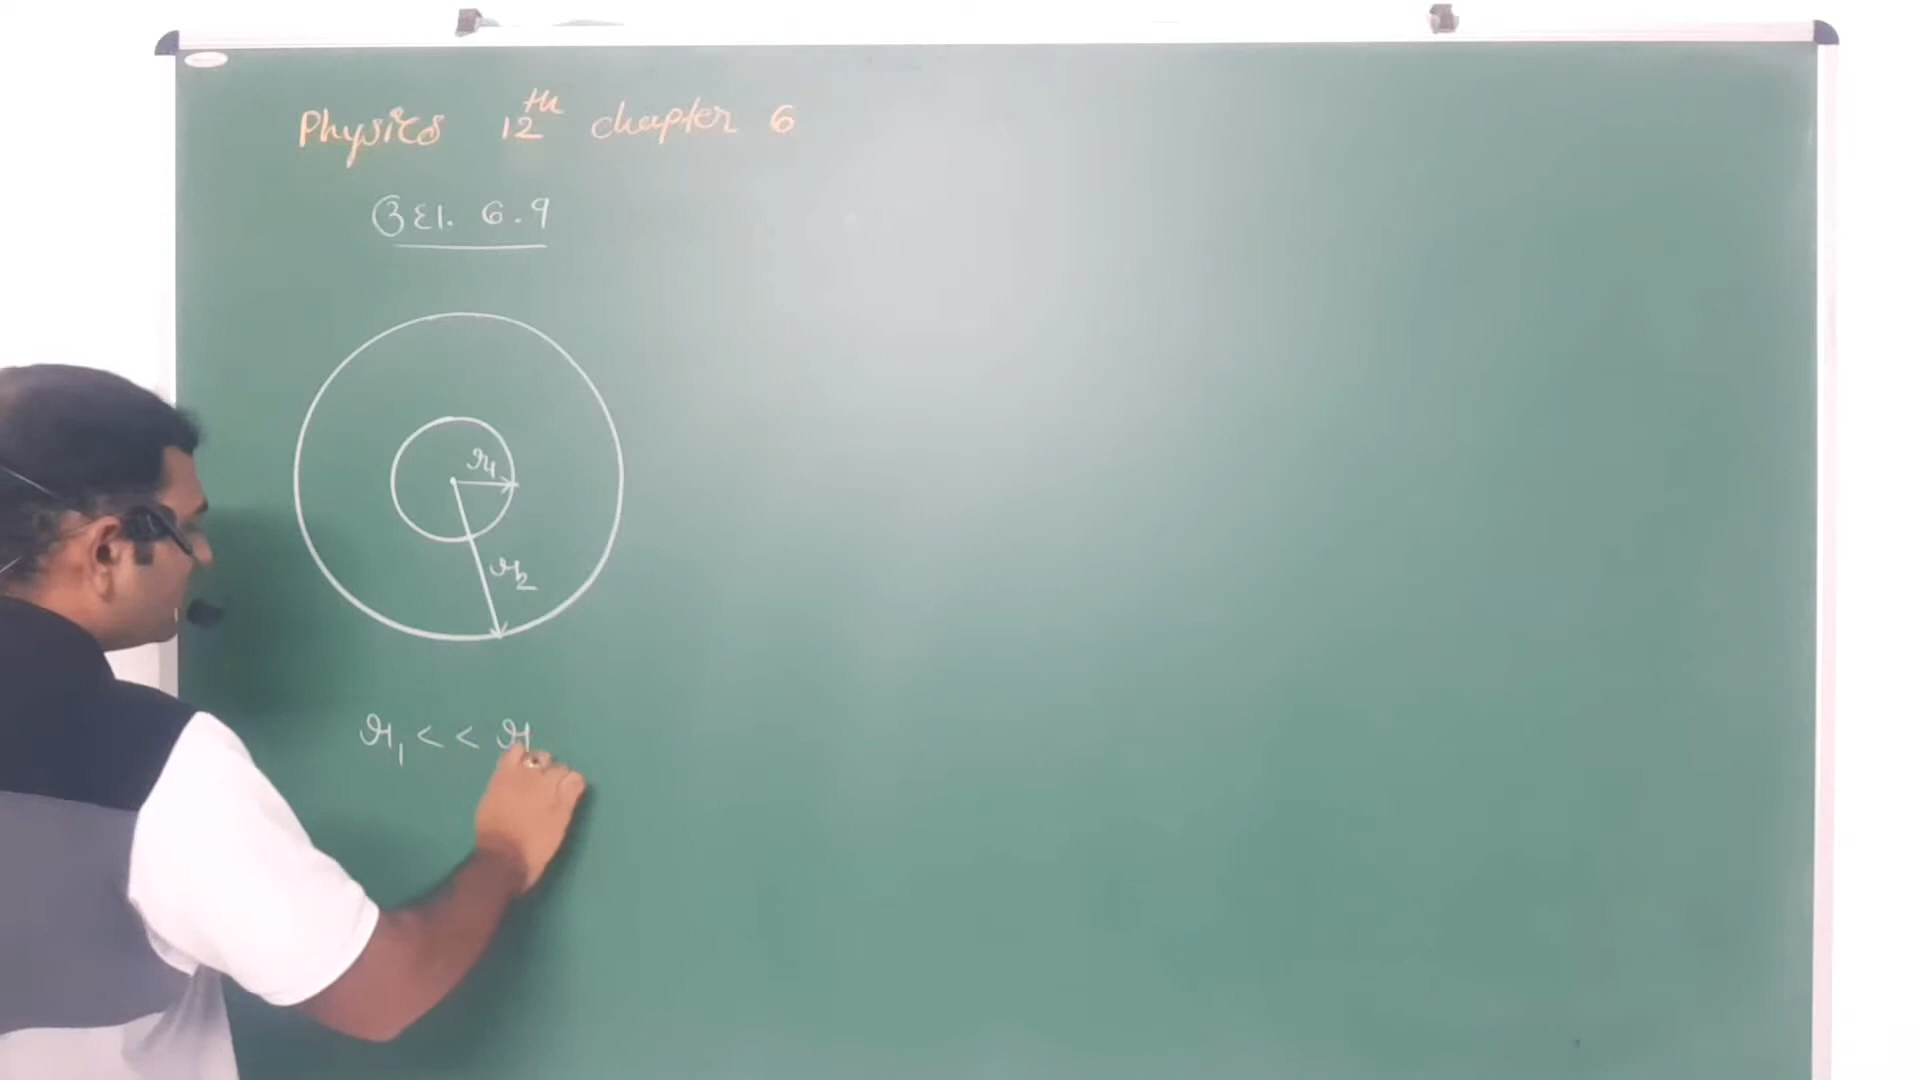 Physics 12th chapter 6
ઉદા. 6.9
r1
r2
r1 < < r